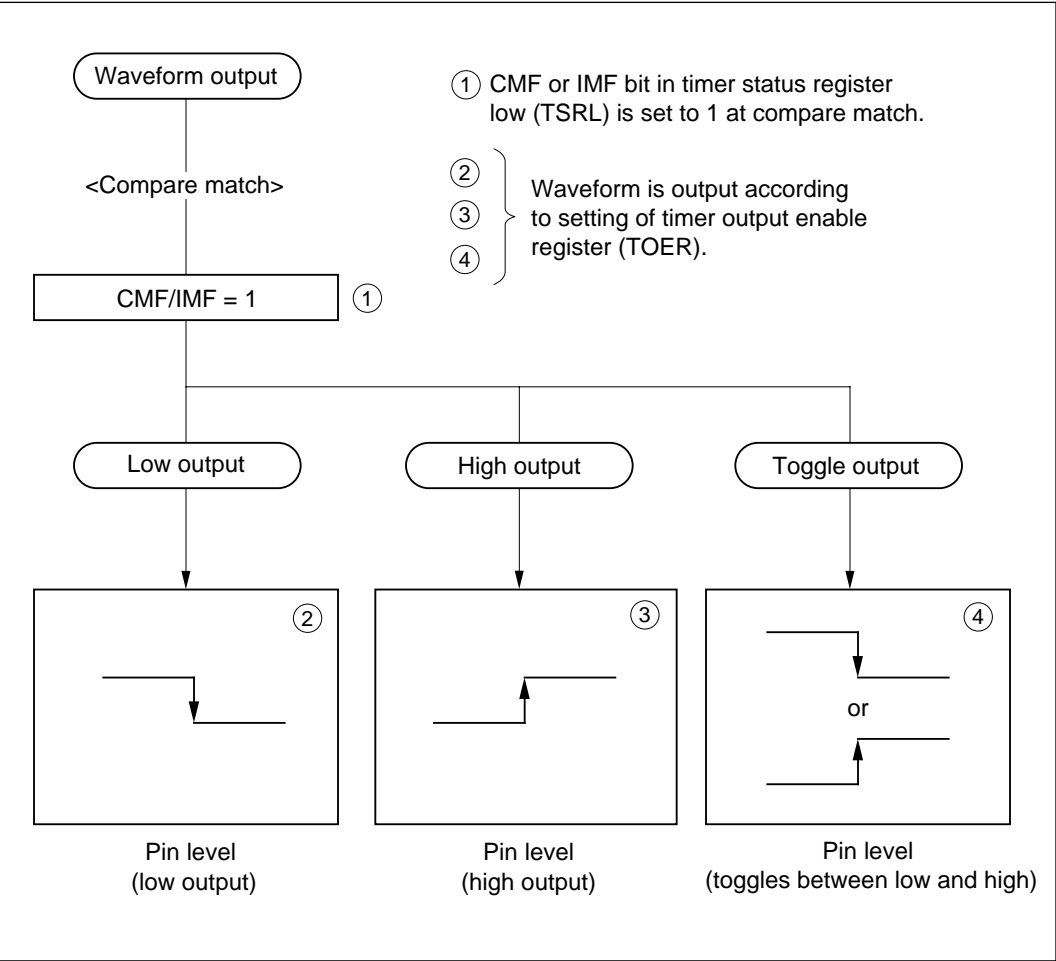 Waveform output
① CMF or IMF bit in timer status register
low (TSRL) is set to 1 at compare match.
<Compare match>
②
③
④
Waveform is output according
to setting of timer output enable
register (TOER).
CMF/IMF = 1 ①
Low output
High output
Toggle output
②
③
④
or
Pin level
(low output)
Pin level
(high output)
Pin level
(toggles between low and high)